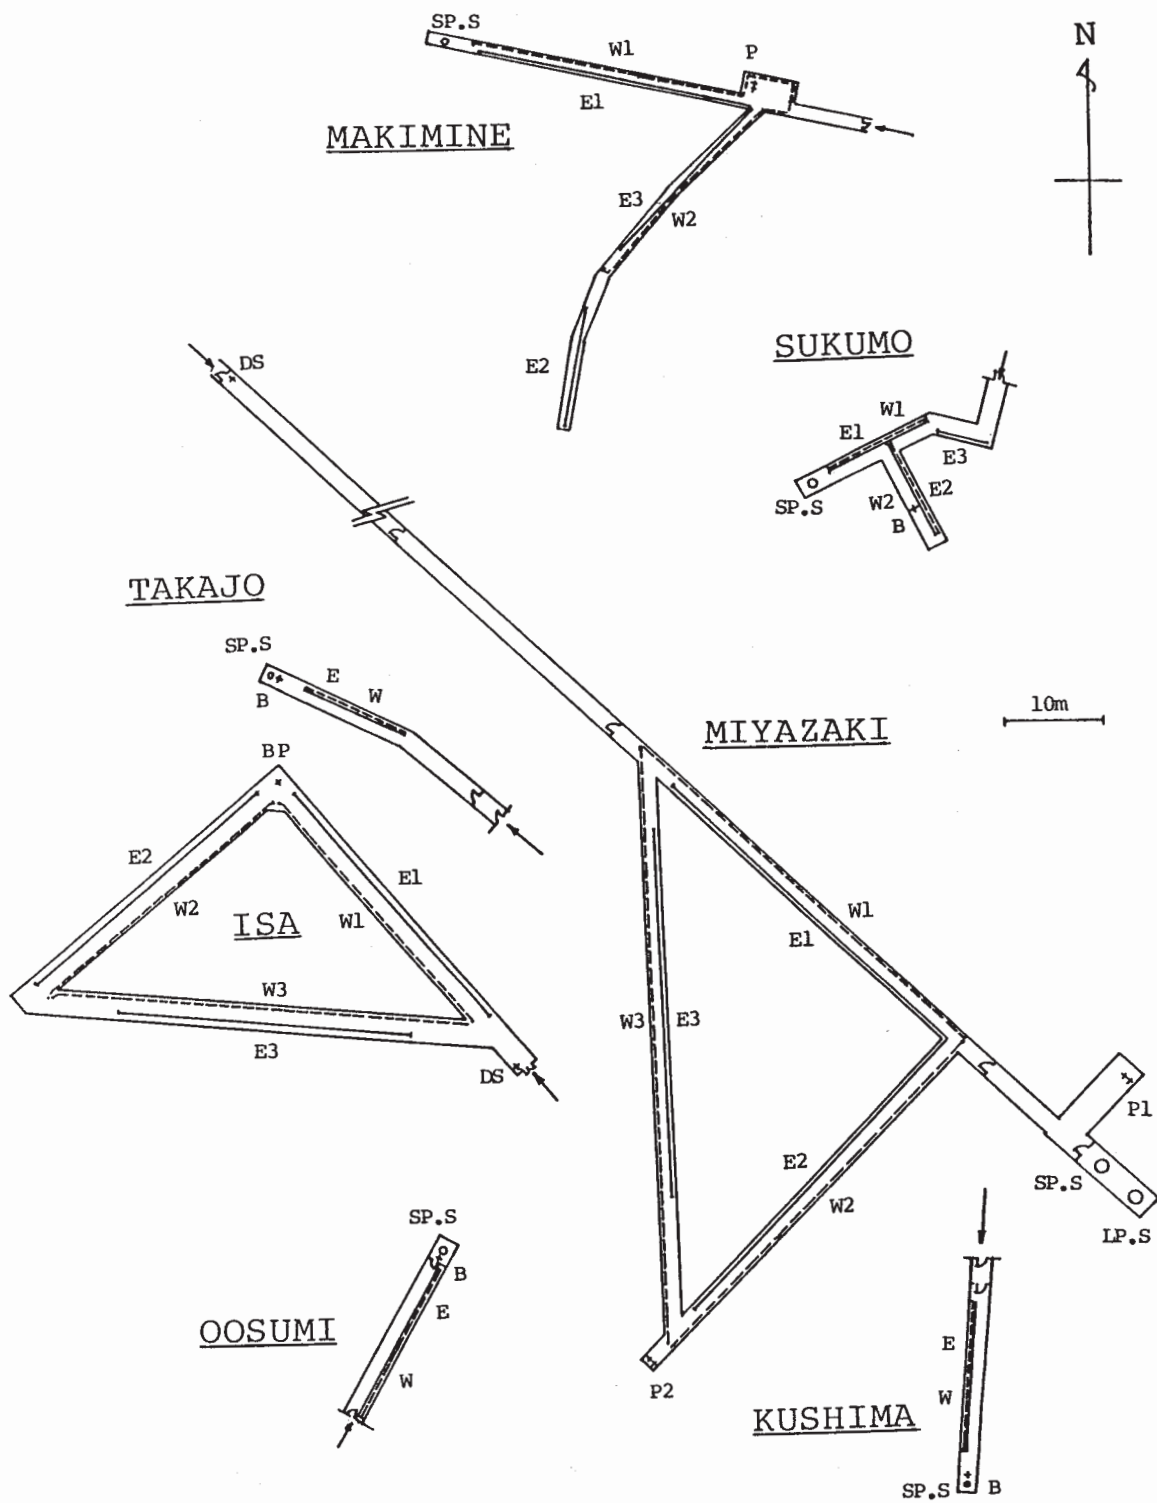 SP.S
W1
P
N
E1
MAKIMINE
E3
W2
E2
SUKUMO
W1
E1
E3
E2
W2
SP.S
B
DS
TAKAJO
SP.S
E
W
B
10m
MIYAZAKI
BP
E2
E1
W2
ISA
W1
W3
E3
DS
W1
E1
W3
E3
P1
E2
SP.S
W2
LP.S
SP.S
B
E
OOSUMI
W
E
W
P2
KUSHIMA
SP.S
B